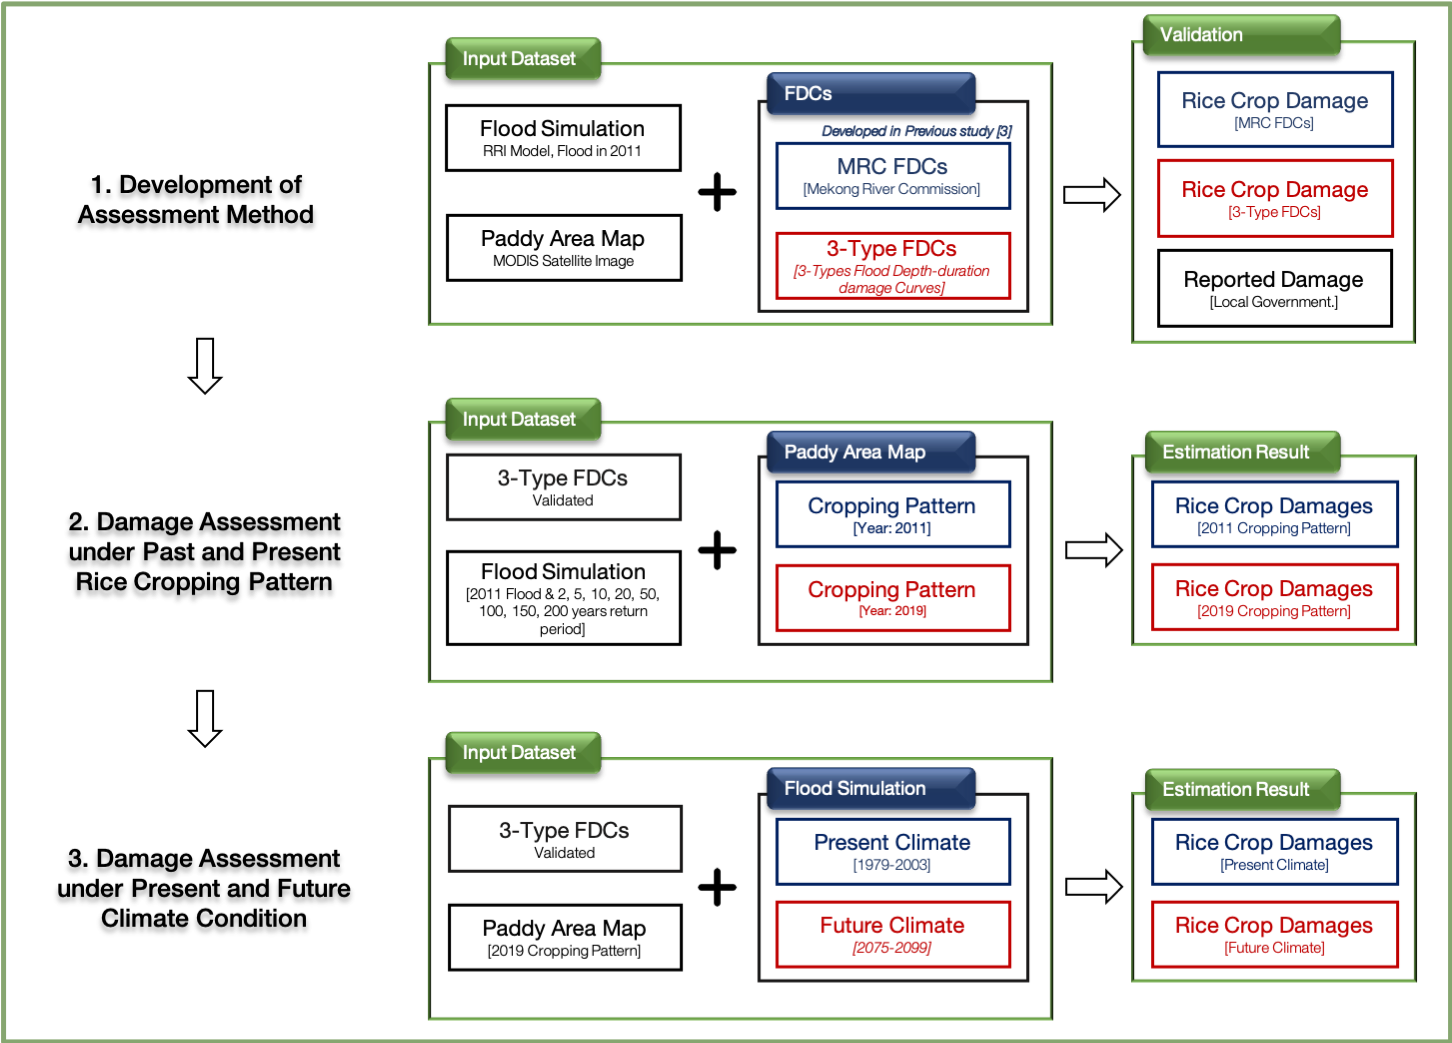 1. Development of
Assessment Method
Input Dataset
Flood Simulation
RRI Model, Flood in 2011
Paddy Area Map
MODIS Satellite Image
FDCs
Developed in Previous study [3]
MRC FDCs
[Mekong River Commission]
3-Type FDCs
[3-Types Flood Depth-duration
damage Curves]
Validation
Rice Crop Damage
[MRC FDCs]
Rice Crop Damage
[3-Type FDCs]
Reported Damage
[Local Government.]
2. Damage Assessment
under Past and Present
Rice Cropping Pattern
Input Dataset
3-Type FDCs
Validated
Flood Simulation
[2011 Flood & 2, 5, 10, 20, 50,
100, 150, 200 years return
period]
Paddy Area Map
Cropping Pattern
[Year: 2011]
Cropping Pattern
[Year: 2019]
Estimation Result
Rice Crop Damages
[2011 Cropping Pattern]
Rice Crop Damages
[2019 Cropping Pattern]
3. Damage Assessment
under Present and Future
Climate Condition
Input Dataset
3-Type FDCs
Validated
Paddy Area Map
[2019 Cropping Pattern]
Flood Simulation
Present Climate
[1979-2003]
Future Climate
[2075-2099]
Estimation Result
Rice Crop Damages
[Present Climate]
Rice Crop Damages
[Future Climate]